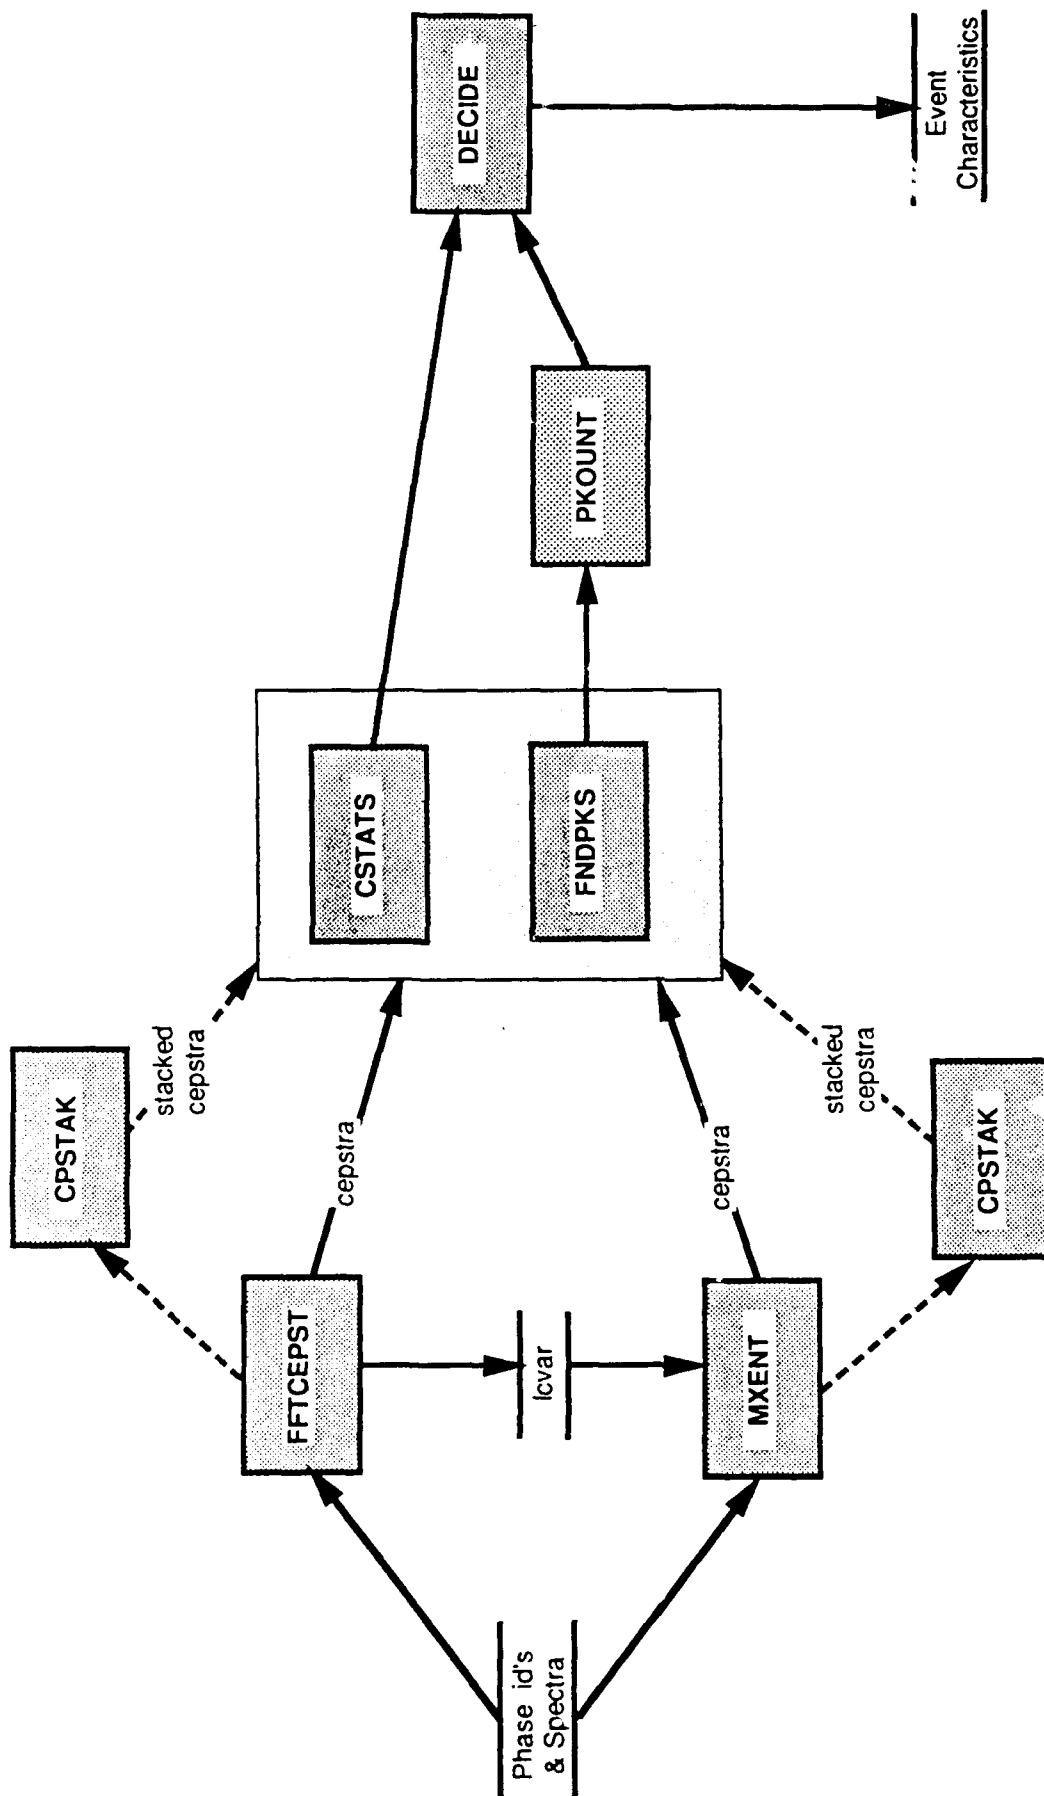 Phase id's
& Spectra
FFTCEPST
lcvar
MXENT
CPSTAK
stacked
cepstra
cepstra
cepstra
stacked
cepstra
CPSTAK
CSTATS
FNDPKS
PKOUNT
DECIDE
Event
Characteristics